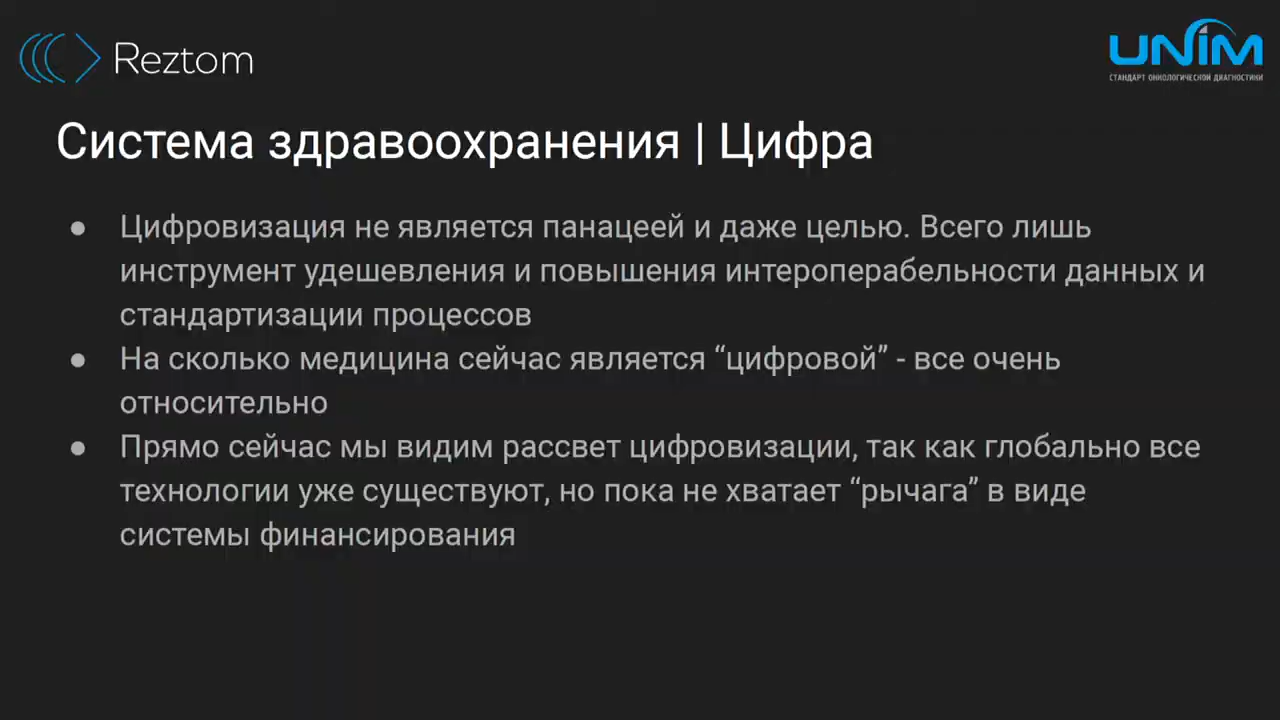 Reztom
UNIM
СТАНДАРТ ОНКОЛОГИЧЕСКОЙ ДИАГНОСТИКИ
Система здравоохранения | Цифра
● Цифровизация не является панацеей и даже целью. Всего лишь
инструмент удешевления и повышения интероперабельности данных и
стандартизации процессов
● На сколько медицина сейчас является “цифровой” - все очень
относительно
● Прямо сейчас мы видим рассвет цифровизации, так как глобально все
технологии уже существуют, но пока не хватает “рычага” в виде
системы финансирования